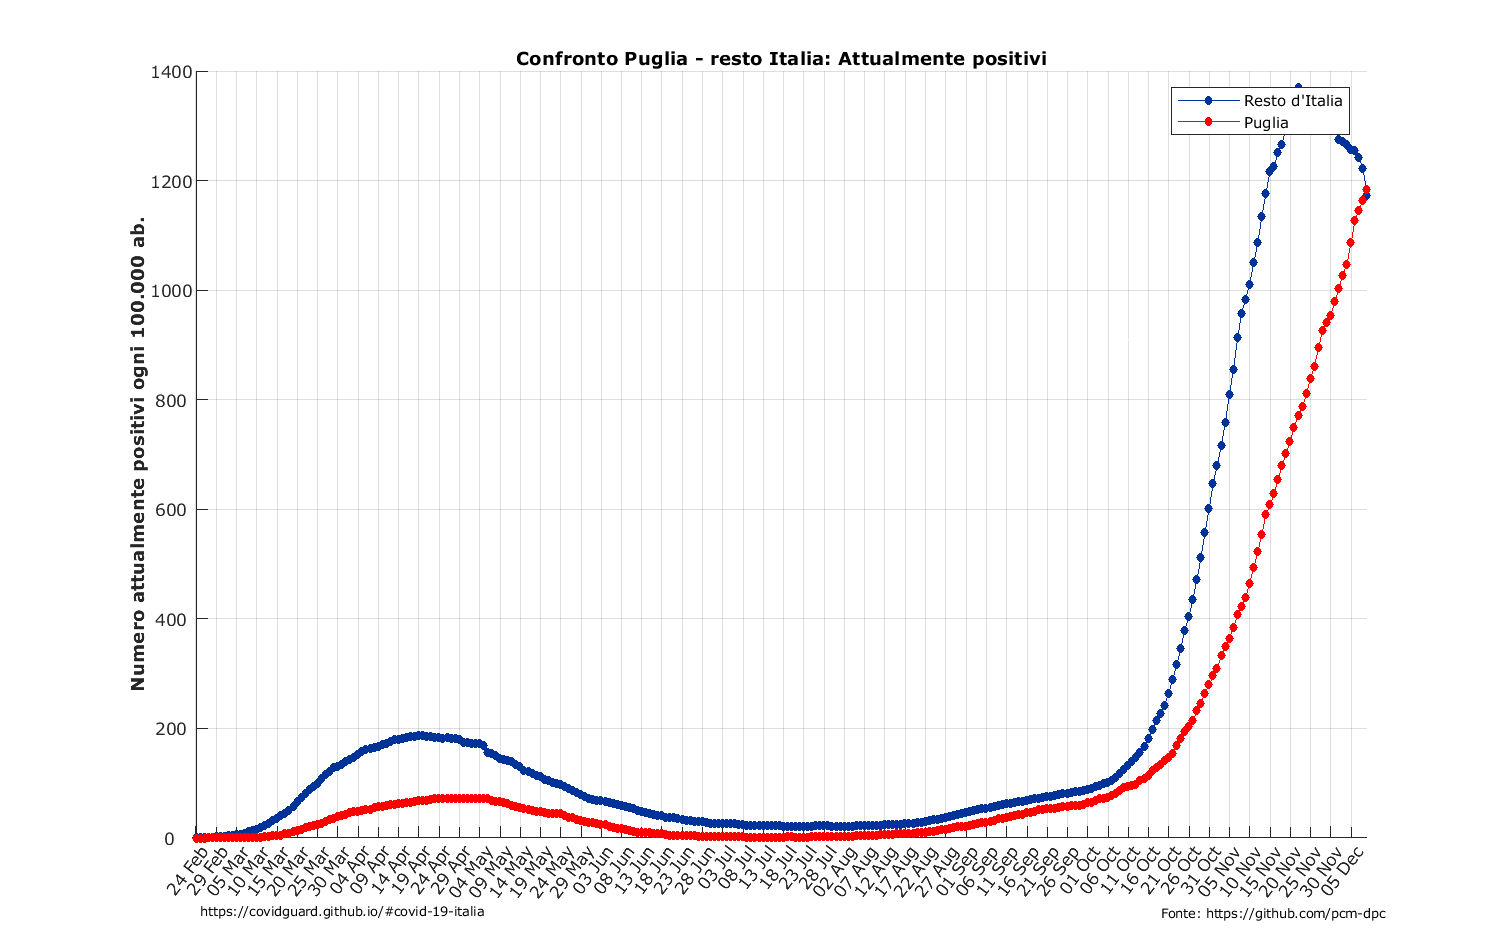 Confronto Puglia - resto Italia: Attualmente positivi
Numero attualmente positivi ogni 100.000 ab.
1400
1200
1000
800
600
400
200
0
Resto d'Italia
Puglia
24 Feb
29 Feb
05 Mar
10 Mar
15 Mar
20 Mar
25 Mar
30 Mar
04 Apr
09 Apr
14 Apr
19 Apr
24 Apr
29 Apr
04 May
09 May
14 May
19 May
24 May
29 May
03 Jun
08 Jun
13 Jun
18 Jun
23 Jun
28 Jun
03 Jul
08 Jul
13 Jul
18 Jul
23 Jul
28 Jul
02 Aug
07 Aug
12 Aug
17 Aug
22 Aug
27 Aug
01 Sep
06 Sep
11 Sep
16 Sep
21 Sep
26 Sep
01 Oct
06 Oct
11 Oct
16 Oct
21 Oct
26 Oct
31 Oct
05 Nov
10 Nov
15 Nov
20 Nov
25 Nov
30 Nov
05 Dec
https://covidguard.github.io/#covid-19-italia
Fonte: https://github.com/pcm-dpc